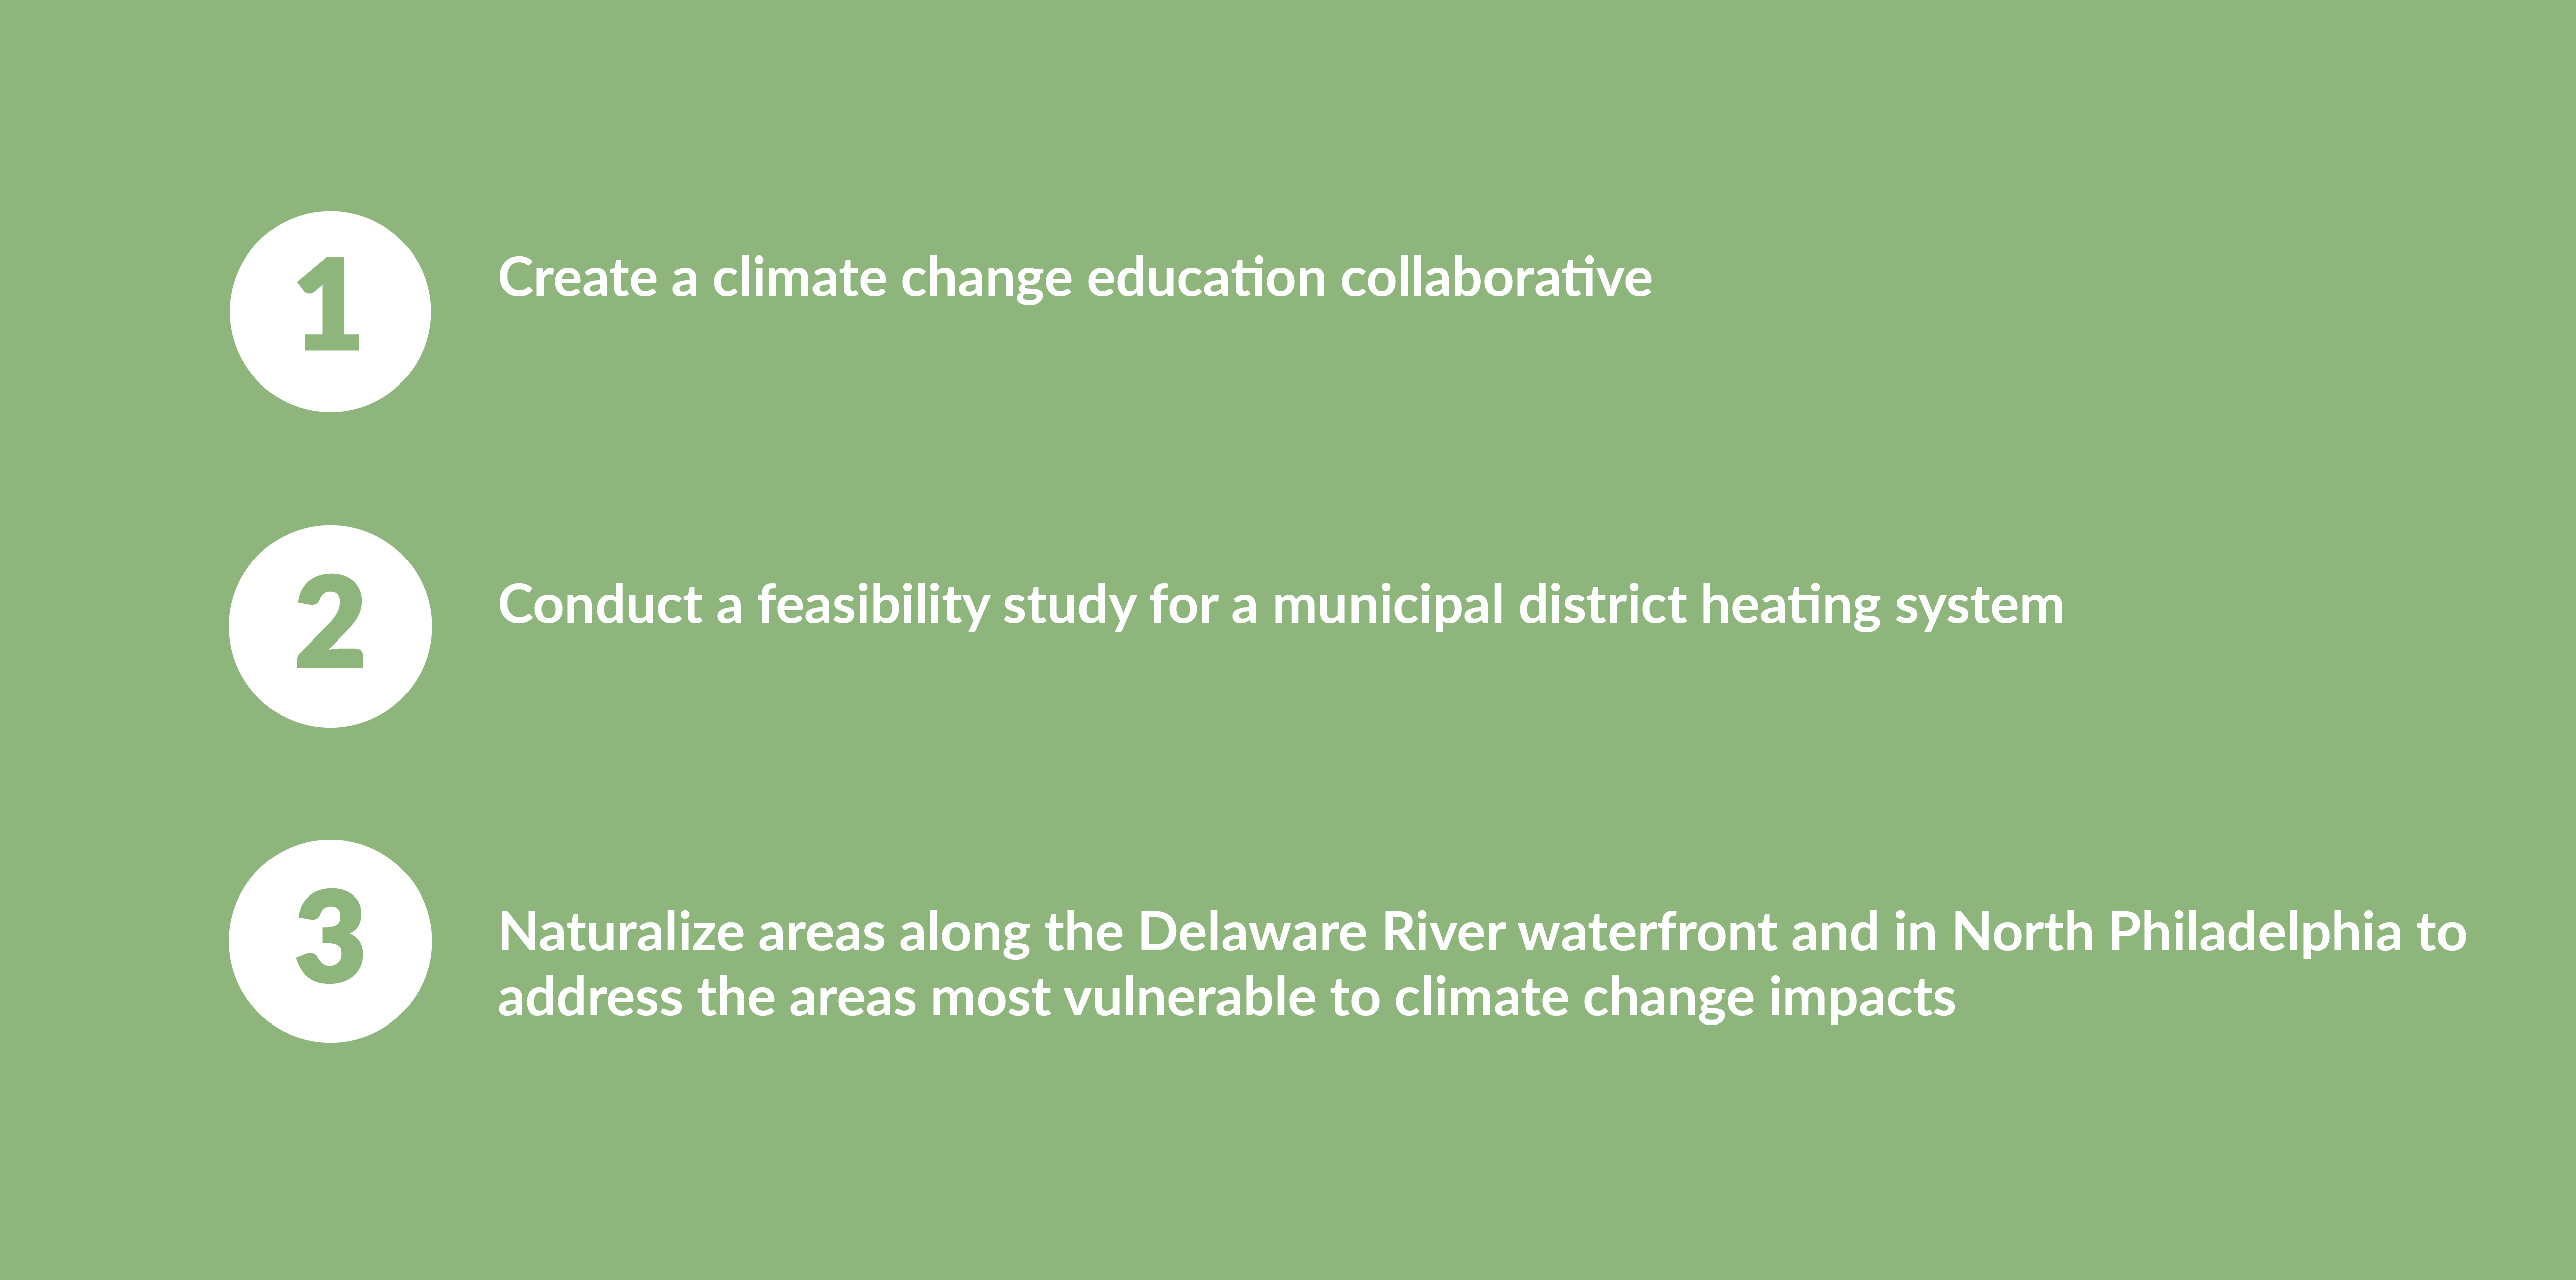 1
Create a climate change education collaborative
2
Conduct a feasibility study for a municipal district heating system
3
Naturalize areas along the Delaware River waterfront and in North Philadelphia to
address the areas most vulnerable to climate change impacts